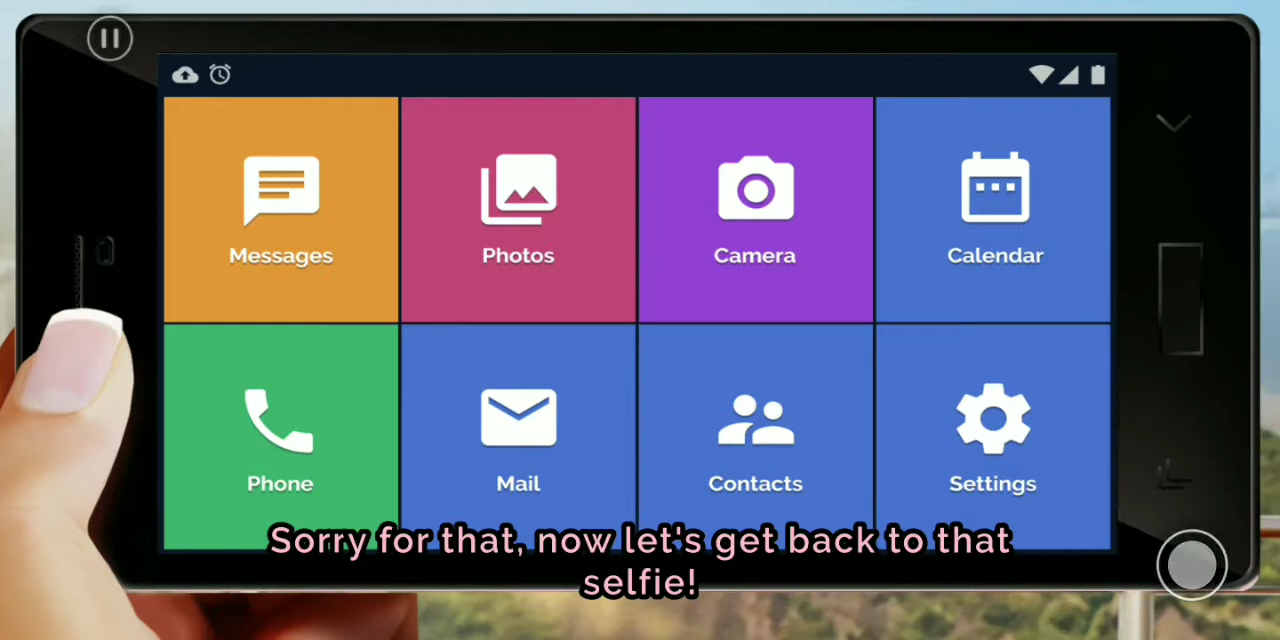 Messages
Photos
Camera
Calendar
Phone
Mail
Contacts
Settings
Sorry for that, now let's get back to that
selfie!